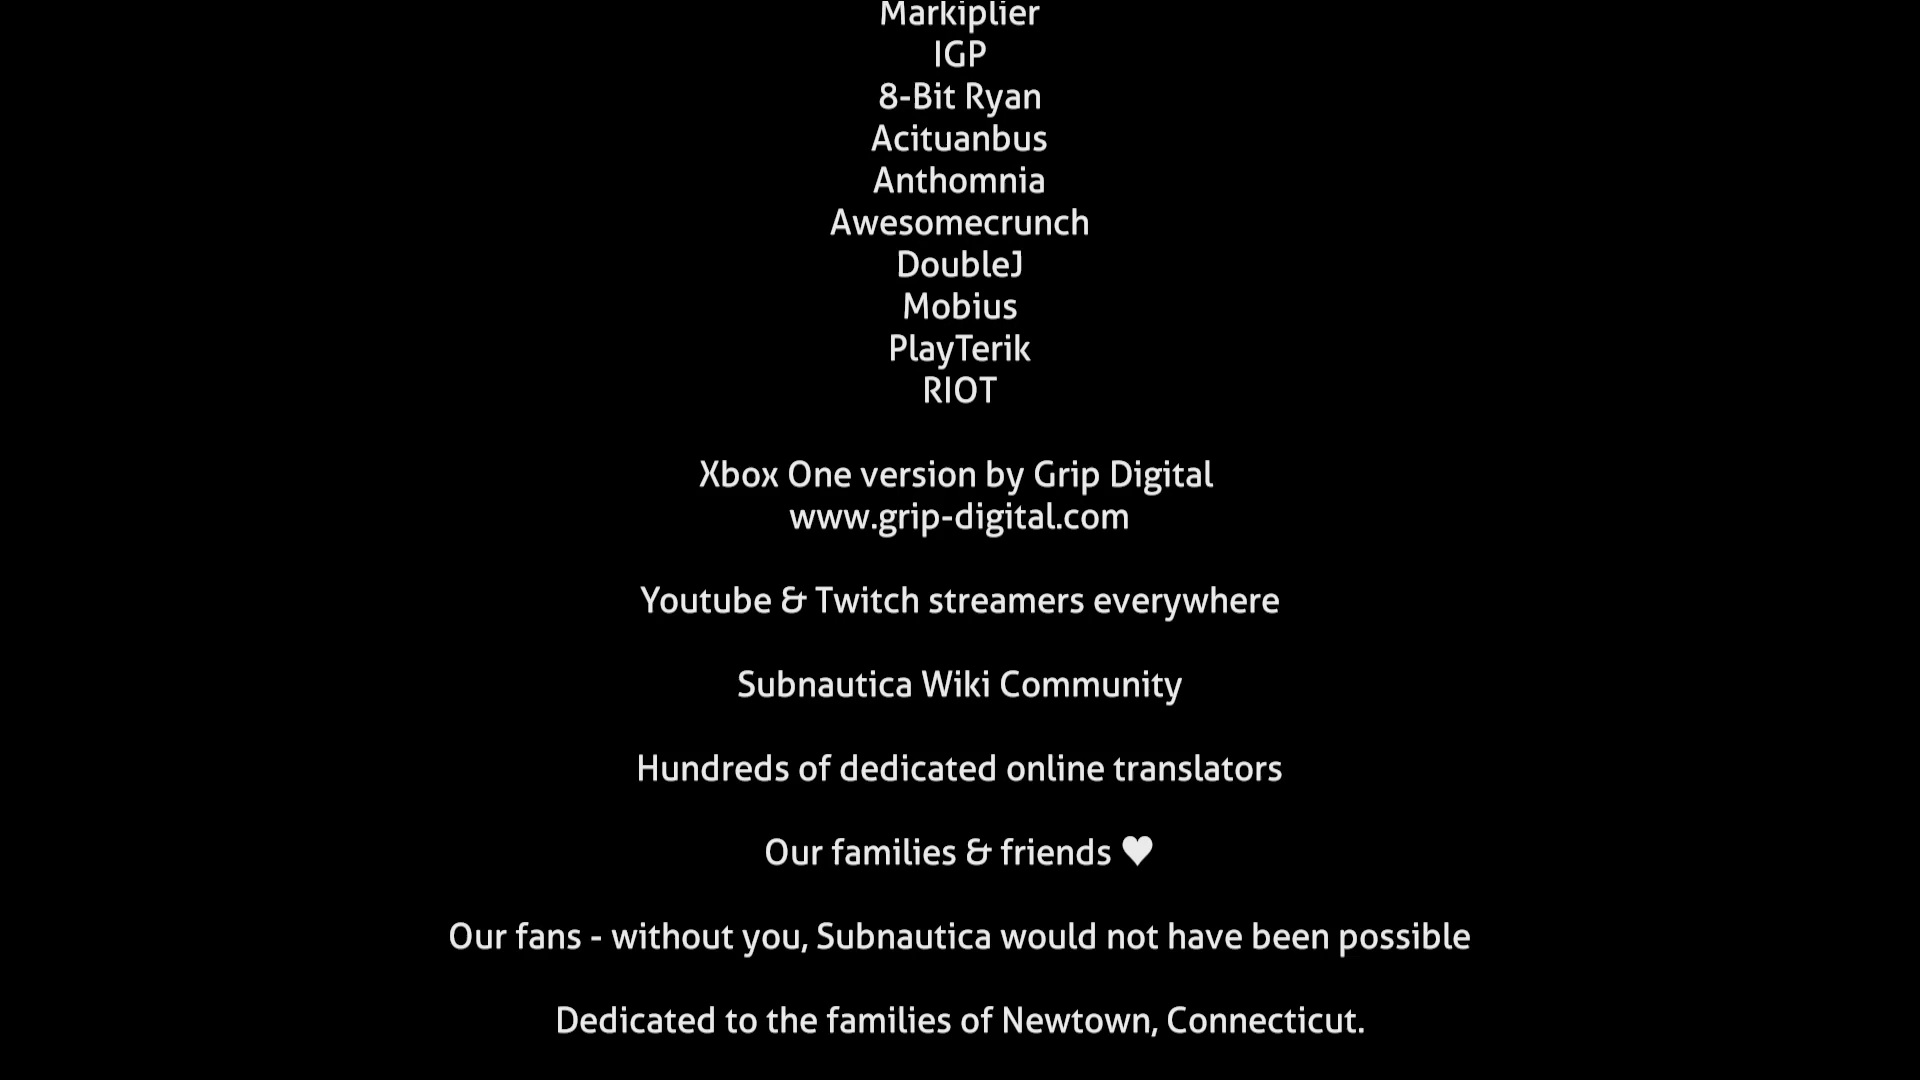 Markiplier
IGP
8-Bit Ryan
Acituanbus
Anthomnia
Awesomecrunch
DoubleJ
Mobius
PlayTerik
RIOT
Xbox One version by Grip Digital
www.grip-digital.com
Youtube & Twitch streamers everywhere
Subnautica Wiki Community
Hundreds of dedicated online translators
Our families & friends ♥
Our fans - without you, Subnautica would not have been possible
Dedicated to the families of Newtown, Connecticut.